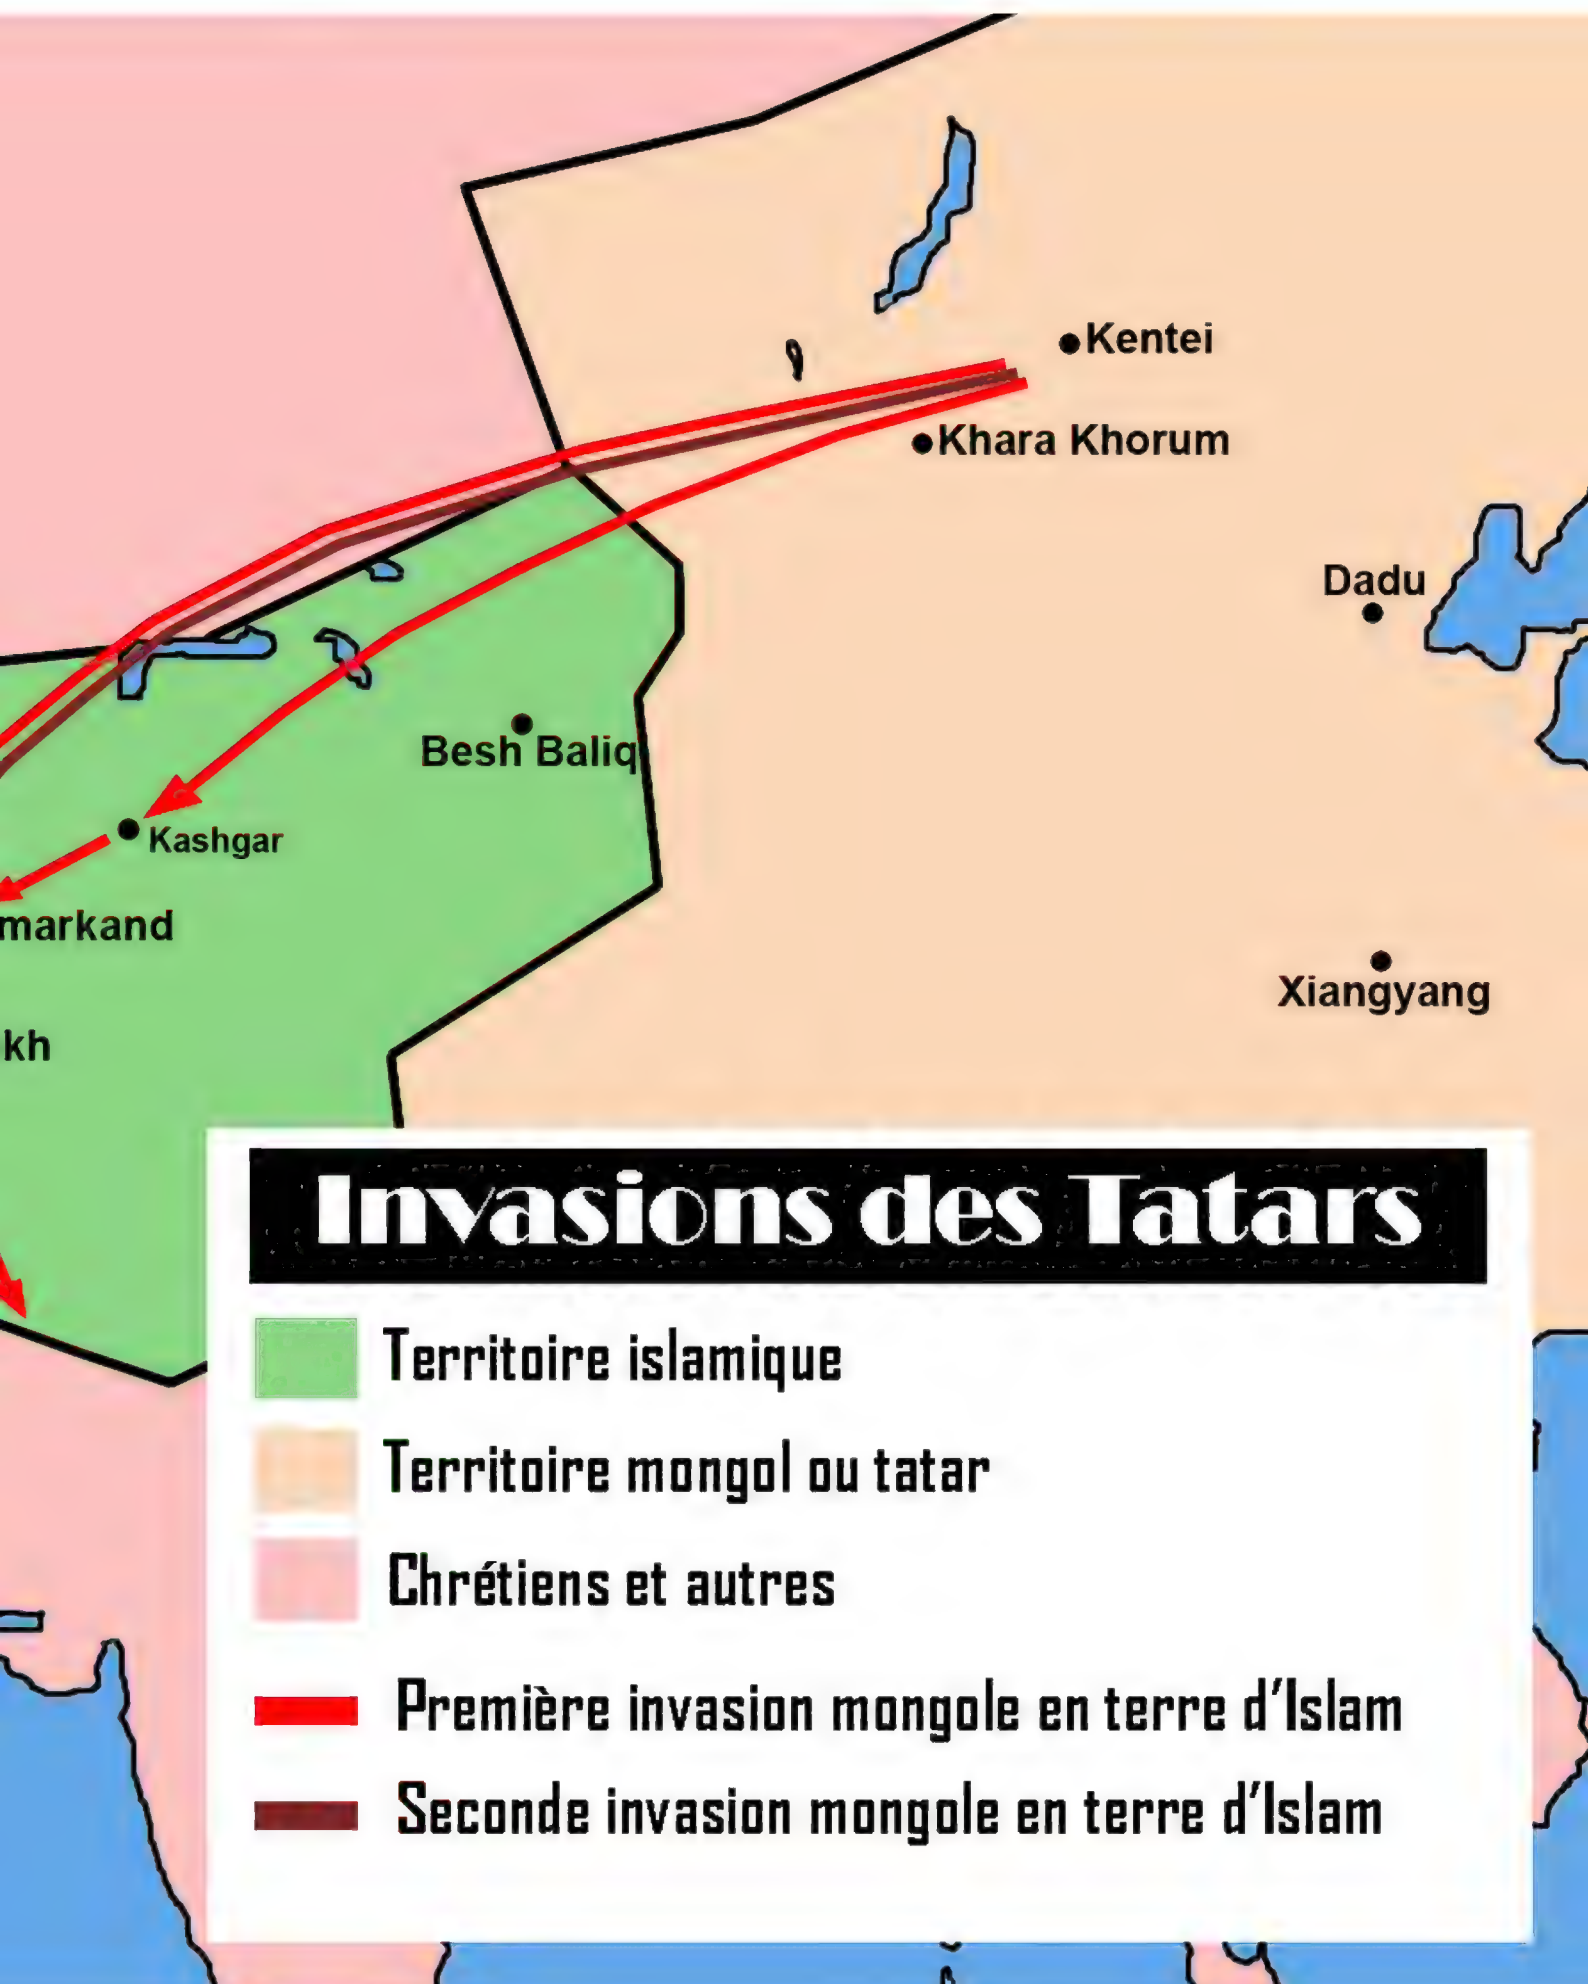 Kentei
Khara Khorum
Dadu
Besh Baliq
Kashgar
markand
Xiangyang
kh
Invasions des Tatars
Territoire islamique
Territoire mongol ou tatar
Chrétiens et autres
Première invasion mongole en terre d'Islam
Seconde invasion mongole en terre d'Islam